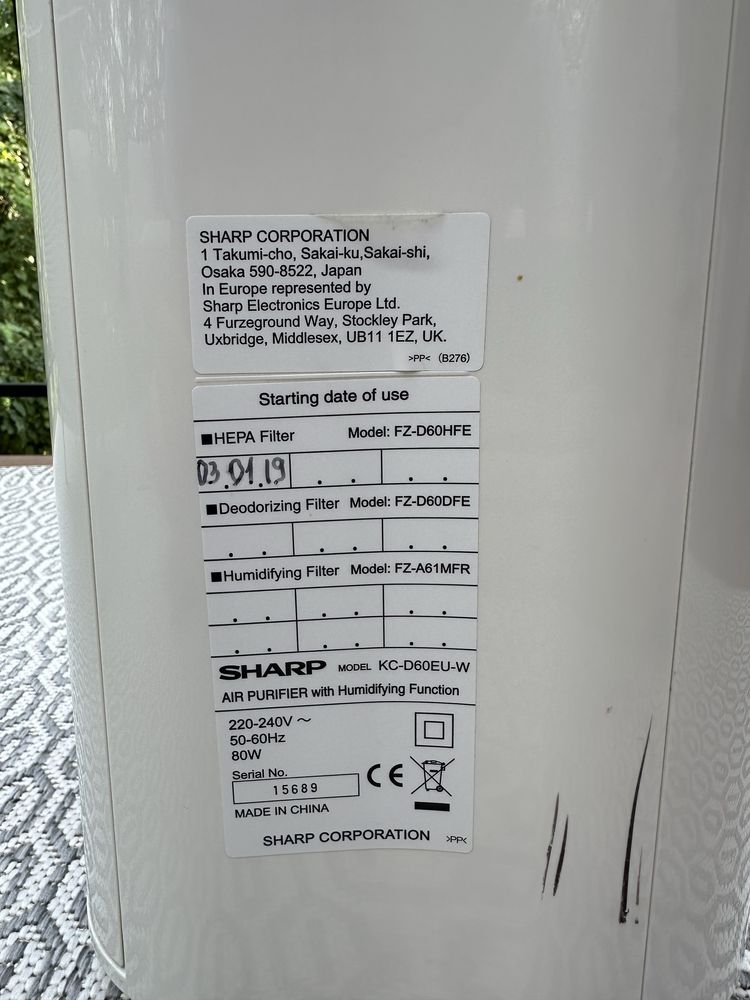 SHARP CORPORATION
1 Takumi-cho, Sakai-ku,Sakai-shi,
Osaka 590-8522, Japan
In Europe represented by
Sharp Electronics Europe Ltd.
4 Furzeground Way, Stockley Park,
Uxbridge, Middlesex, UB11 1EZ, UK.
>PP< (B276)
Starting date of use
■HEPA Filter Model: FZ-D60HFE
03.01.19 . . . .
■Deodorizing Filter Model: FZ-D60DFE
. . . . . .
■Humidifying Filter Model: FZ-A61MFR
. . . . . .
. . . . . .
SHARP MODEL KC-D60EU-W
AIR PURIFIER with Humidifying Function
220-240V ~
50-60Hz
80W
Serial No.
15689
CE
MADE IN CHINA
SHARP CORPORATION >PP<